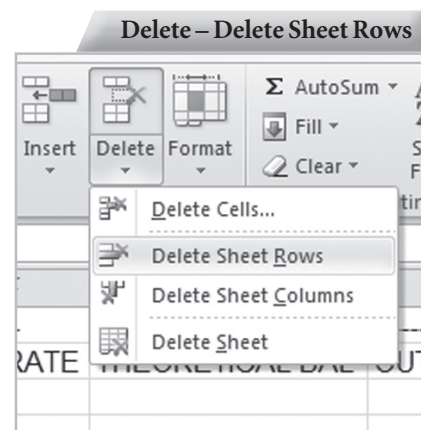 Delete – Delete Sheet Rows
Σ AutoSum
Fill
Clear
Insert Delete Format
Delete Cells...
Delete Sheet Rows
Delete Sheet Columns
Delete Sheet